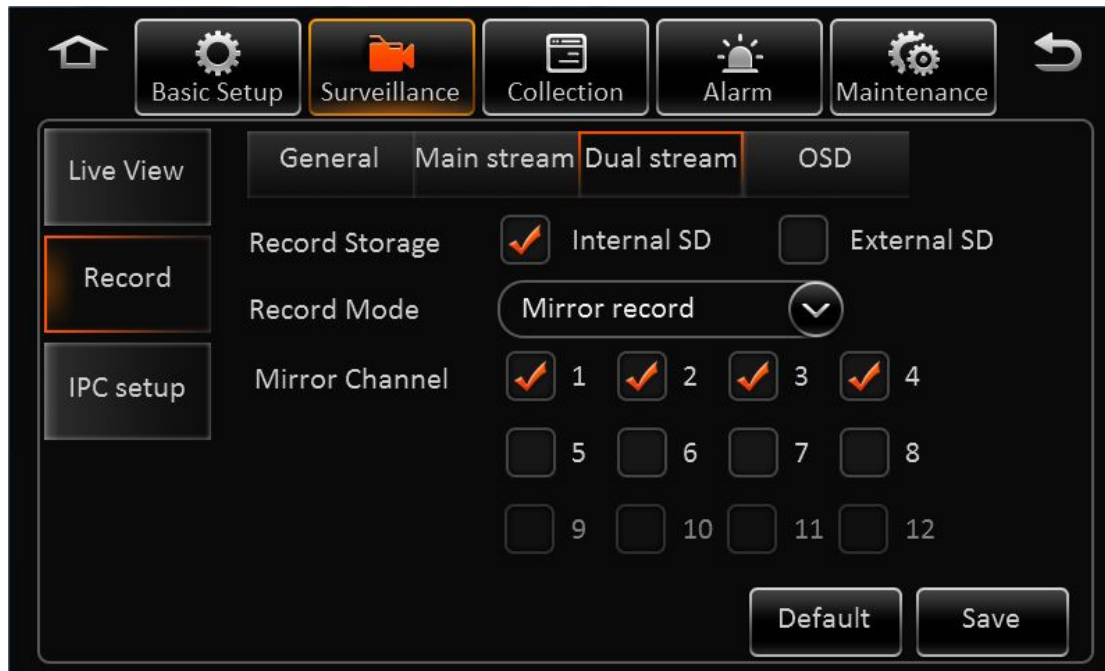 Basic Setup Surveillance Collection Alarm Maintenance
General Main stream Dual stream OSD
Live View
Record Storage Internal SD External SD
Record
Record Mode Mirror record
Mirror Channel 1 2 3 4
IPC setup
5 6 7 8
9 10 11 12
Default Save